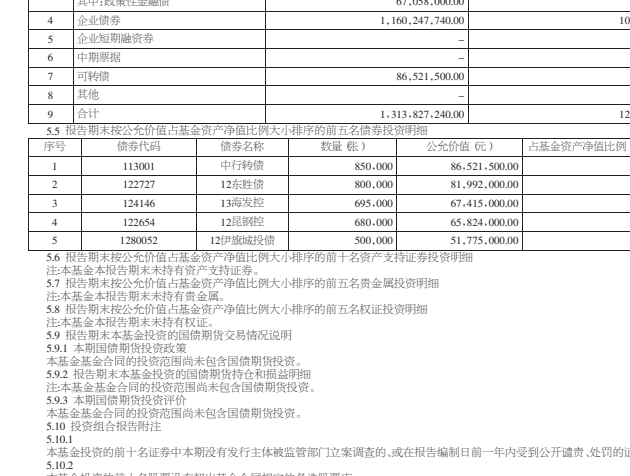 其中:政策性金融债 67,058,000.00
4 企业债券 1,160,247,740.00 10
5 企业短期融资券 –
6 中期票据 –
7 可转债 86,521,500.00
8 其他 –
9 合计 1,313,827,240.00 12
5.5 报告期末按公允价值占基金资产净值比例大小排序的前五名债券投资明细
序号 债券代码 债券名称 数量(张) 公允价值(元) 占基金资产净值比例
1 113001 中行转债 850,000 86,521,500.00
2 122727 12东胜债 800,000 81,992,000.00
3 124146 13海发控 695,000 67,415,000.00
4 122654 12昆钢控 680,000 65,824,000.00
5 1280052 12伊旗城投债 500,000 51,775,000.00
5.6 报告期末按公允价值占基金资产净值比例大小排序的前十名资产支持证券投资明细
注:本基金本报告期末未持有资产支持证券。
5.7 报告期末按公允价值占基金资产净值比例大小排序的前五名贵金属投资明细
注:本基金本报告期末未持有贵金属。
5.8 报告期末按公允价值占基金资产净值比例大小排序的前五名权证投资明细
注:本基金本报告期末未持有权证。
5.9 报告期末本基金投资的国债期货交易情况说明
5.9.1 本期国债期货投资政策
本基金基金合同的投资范围尚未包含国债期货投资。
5.9.2 报告期末本基金投资的国债期货持仓和损益明细
注:本基金基金合同的投资范围尚未包含国债期货投资。
5.9.3 本期国债期货投资评价
本基金基金合同的投资范围尚未包含国债期货投资。
5.10 投资组合报告附注
5.10.1
本基金投资的前十名证券中本期没有发行主体被监管部门立案调查的、或在报告编制日前一年内受到公开谴责、处罚的证
5.10.2